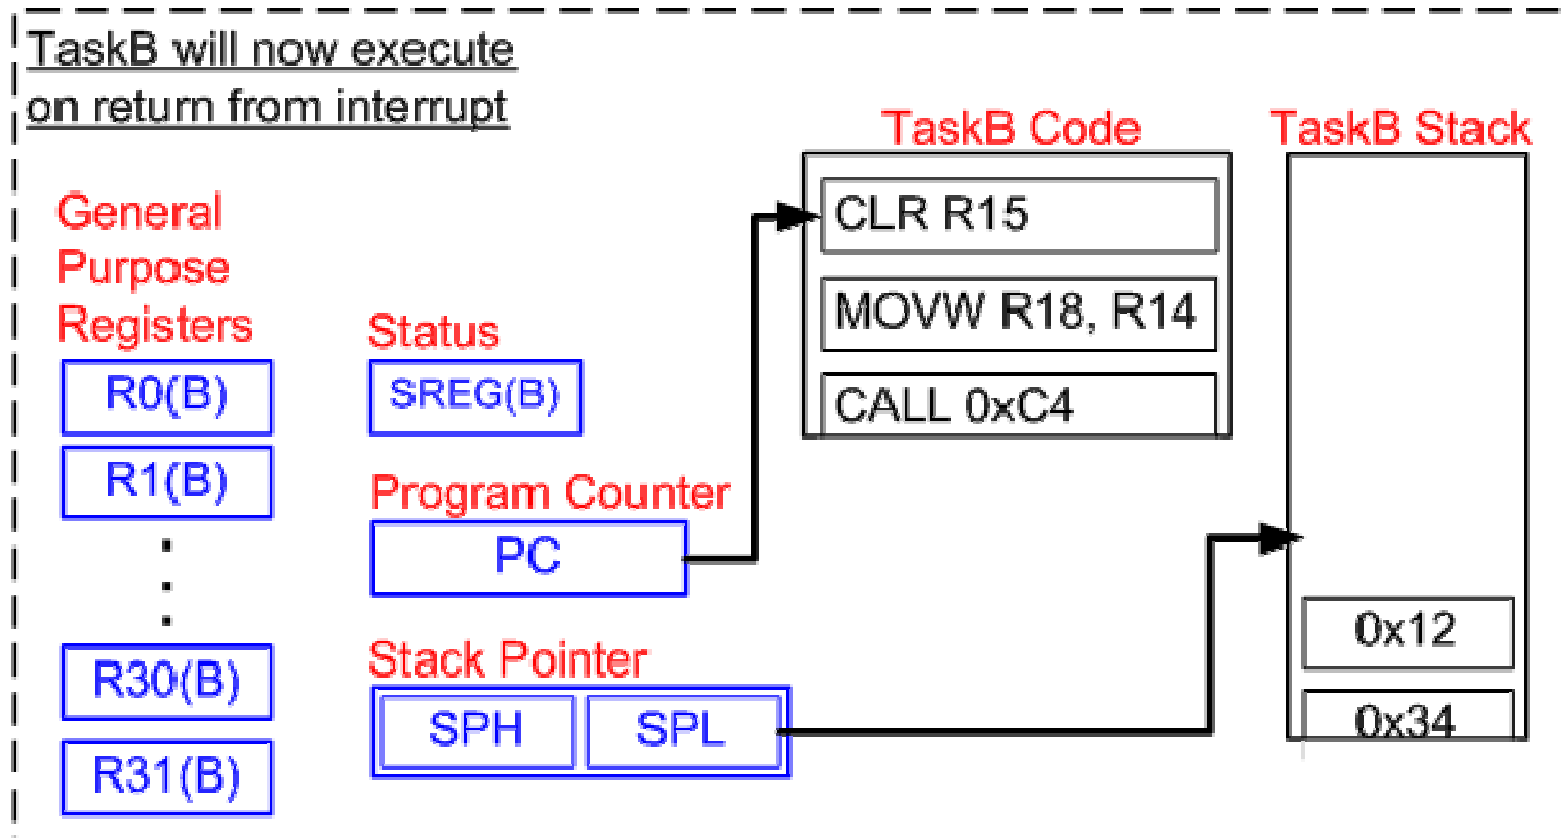 TaskB will now execute
on return from interrupt
TaskB Code
TaskB Stack
CLR R15
MOVW R18, R14
CALL 0xC4
General
Purpose
Registers
R0(B)
R1(B)
R30(B)
R31(B)
Status
SREG(B)
Program Counter
PC
Stack Pointer
SPH
SPL
0x12
0x34